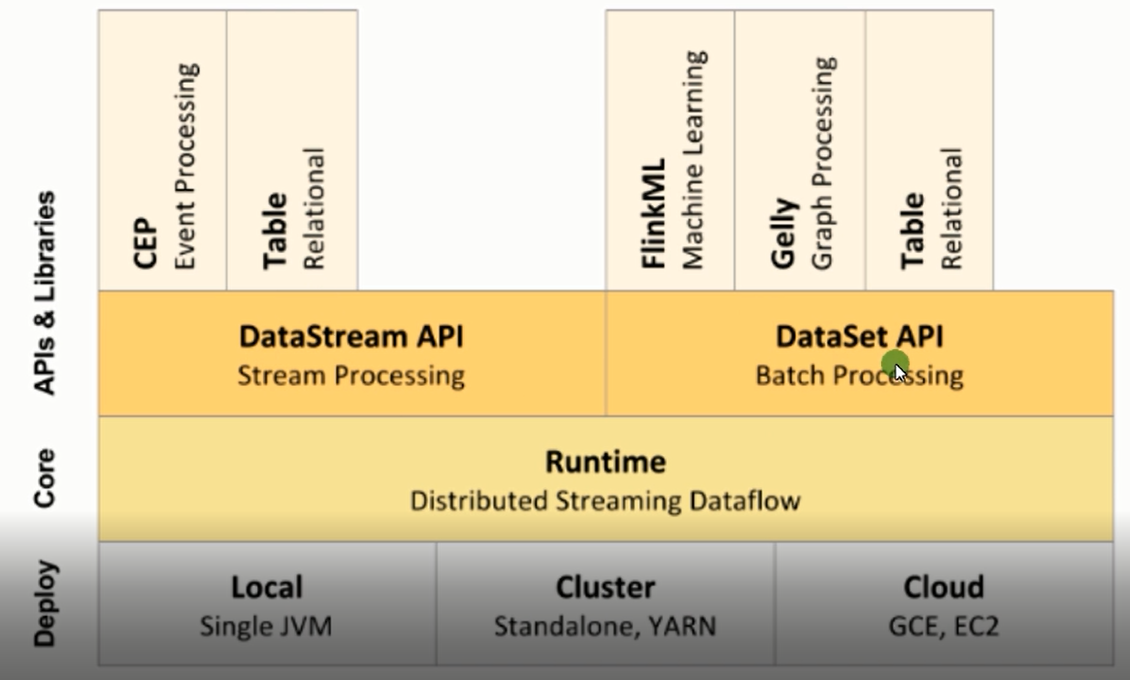 CEP
Event Processing
Table
Relational
FlinkML
Machine Learning
Gelly
Graph Processing
Table
Relational
APIs & Libraries
DataStream API
Stream Processing
DataSet API
Batch Processing
Core
Runtime
Distributed Streaming Dataflow
Deploy
Local
Single JVM
Cluster
Standalone, YARN
Cloud
GCE, EC2